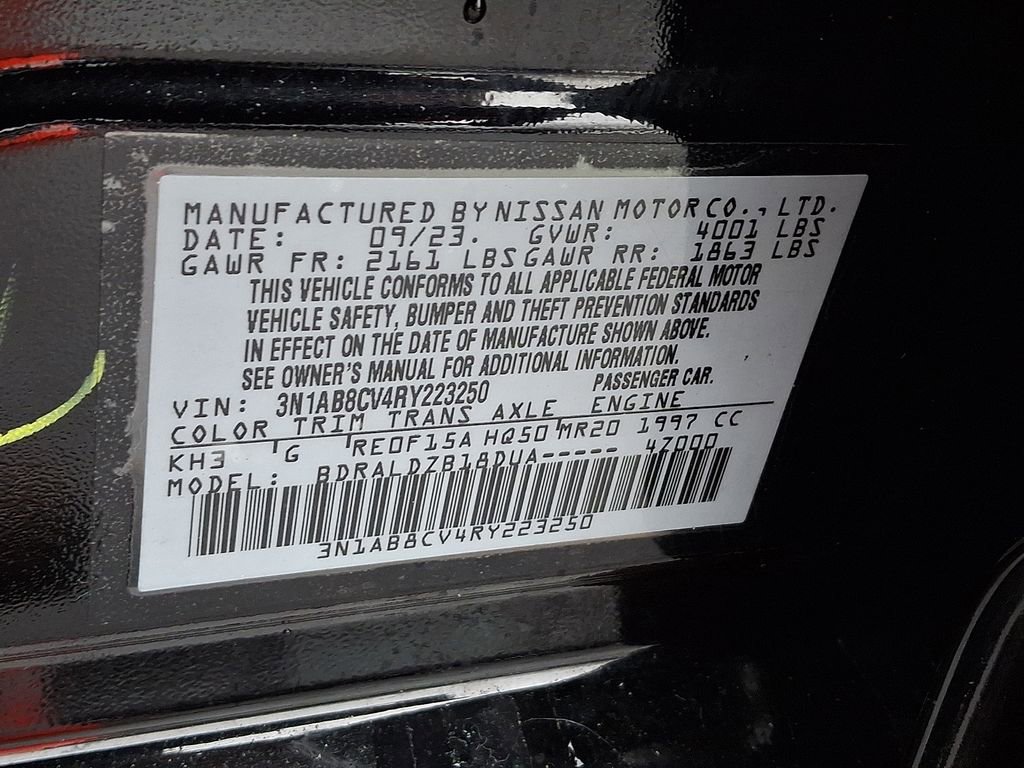 MANUFACTURED BY NISSAN MOTOR CO., LTD.
DATE: 09/23. GVWR: 4001 LBS
GAWR FR: 2161 LBS GAWR RR: 1863 LBS
THIS VEHICLE CONFORMS TO ALL APPLICABLE FEDERAL MOTOR
VEHICLE SAFETY, BUMPER AND THEFT PREVENTION STANDARDS
IN EFFECT ON THE DATE OF MANUFACTURE SHOWN ABOVE.
SEE OWNER'S MANUAL FOR ADDITIONAL INFORMATION.
PASSENGER CAR.
VIN: 3N1AB8CV4RY223250
COLOR TRIM TRANS AXLE ENGINE
KH3 G RE0F15A HQ50 MR20 1997 CC
MODEL: BDRALDZB18DUA----- 4Z000
3N1AB8CV4RY223250